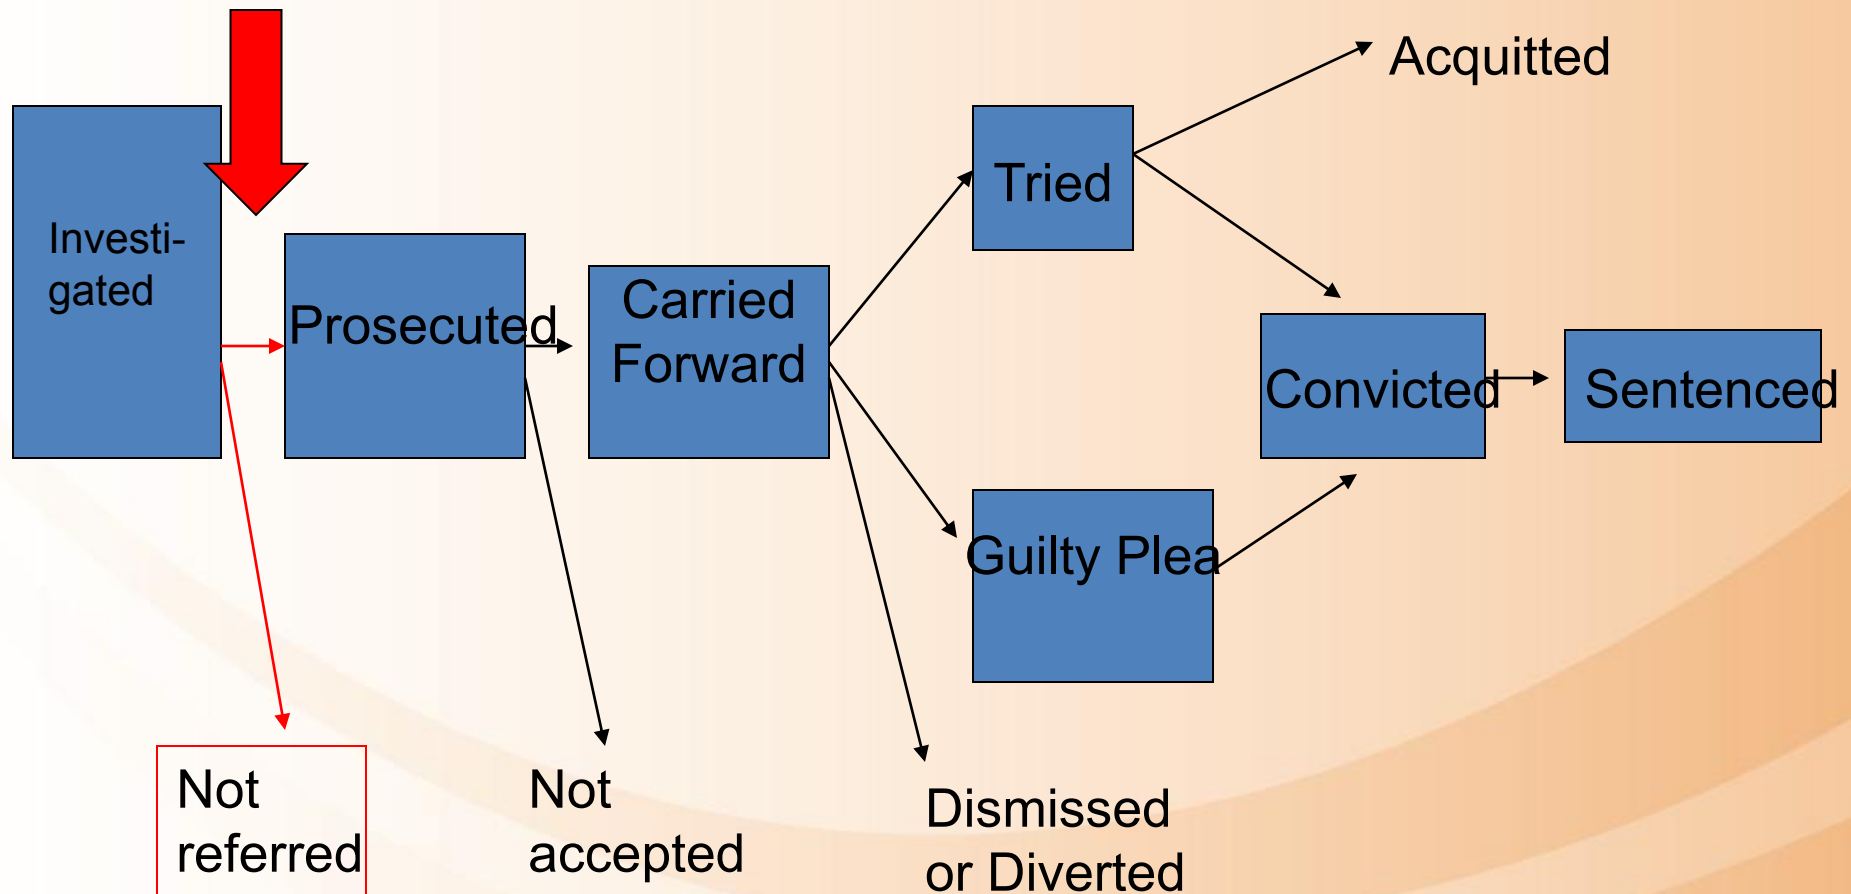 Acquitted
Tried
Investi-
gated
Prosecuted
Carried
Forward
Convicted
Sentenced
Guilty Plea
Not
referred
Not
accepted
Dismissed
or Diverted